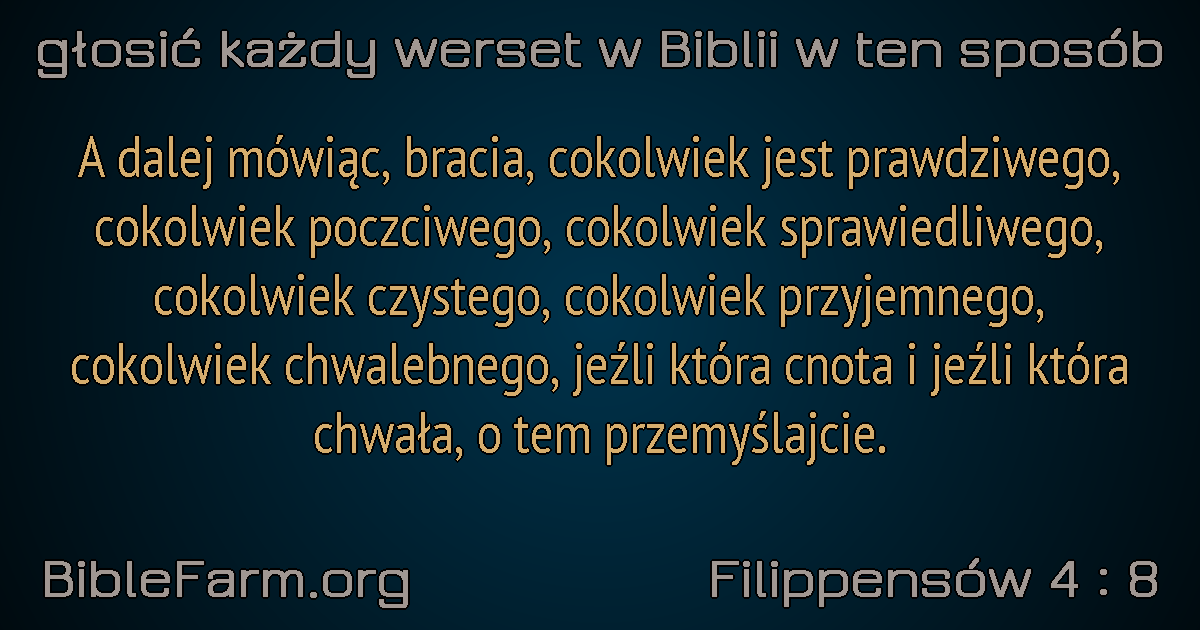 głosić każdy werset w Biblii w ten sposób
A dalej mówiąc, bracia, cokolwiek jest prawdziwego,
cokolwiek poczciwego, cokolwiek sprawiedliwego,
cokolwiek czystego, cokolwiek przyjemnego,
cokolwiek chwalebnego, jeźli która cnota i jeźli która
chwała, o tem przemyślajcie.
BibleFarm.org
Filippensów 4 : 8